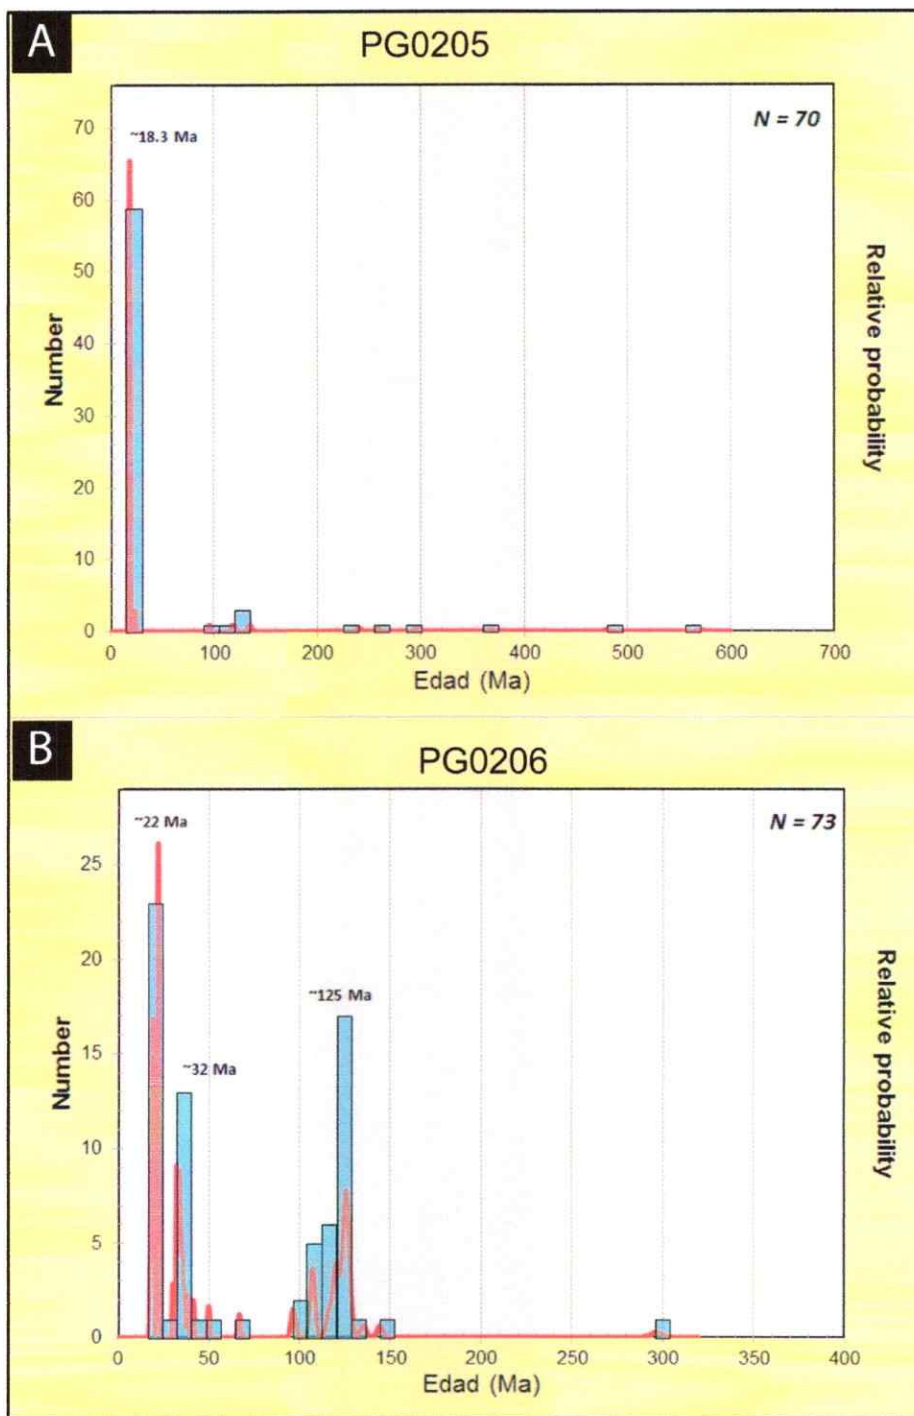 A
PG0205
N = 70
~18.3 Ma
70
60
50
40
30
20
10
0
Number
Relative probability
0 100 200 300 400 500 600 700
Edad (Ma)
B
PG0206
N = 73
~22 Ma
~32 Ma
~125 Ma
25
20
15
10
5
0
Number
Relative probability
0 50 100 150 200 250 300 350 400
Edad (Ma)